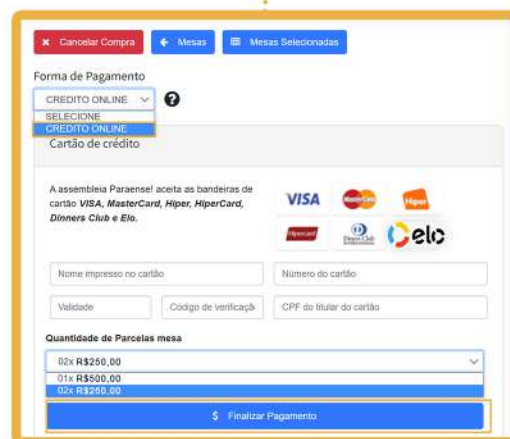 Cancelar Compra
Mesas
Mesas Selecionadas
Forma de Pagamento
CREDITO ONLINE
SELECIONE
CREDITO ONLINE
Cartão de crédito
A assembleia Paraense! aceita as bandeiras de
cartão VISA, MasterCard, Hiper, HiperCard,
Dinners Club e Elo.
VISA
MasterCard
Hiper
Hipercard
Diners Club
elo
Nome impresso no cartão
Número do cartão
Validade
Código de verificaçã
CPF do titular do cartão
Quantidade de Parcelas mesa
02x R$250,00
01x R$500,00
02x R$250,00
$ Finalizar Pagamento